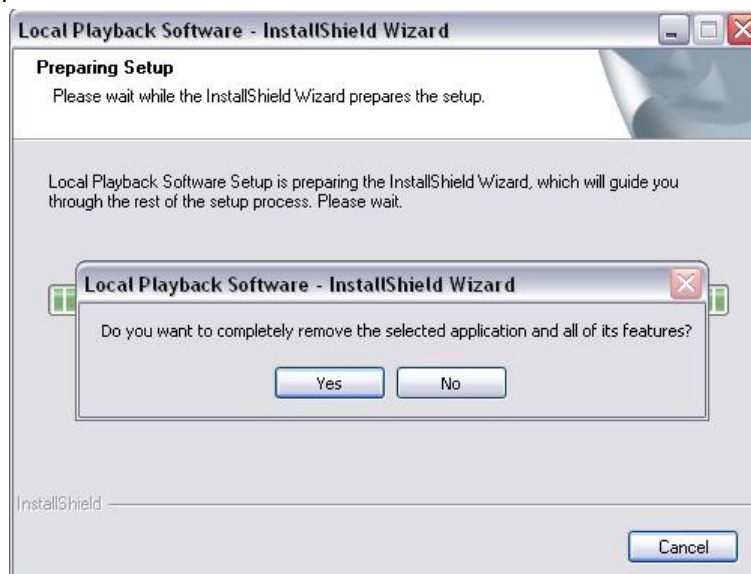 Local Playback Software - InstallShield Wizard
Preparing Setup
Please wait while the InstallShield Wizard prepares the setup.
Local Playback Software Setup is preparing the InstallShield Wizard, which will guide you
through the rest of the setup process. Please wait.
Local Playback Software - InstallShield Wizard
Do you want to completely remove the selected application and all of its features?
Yes No
InstallShield
Cancel